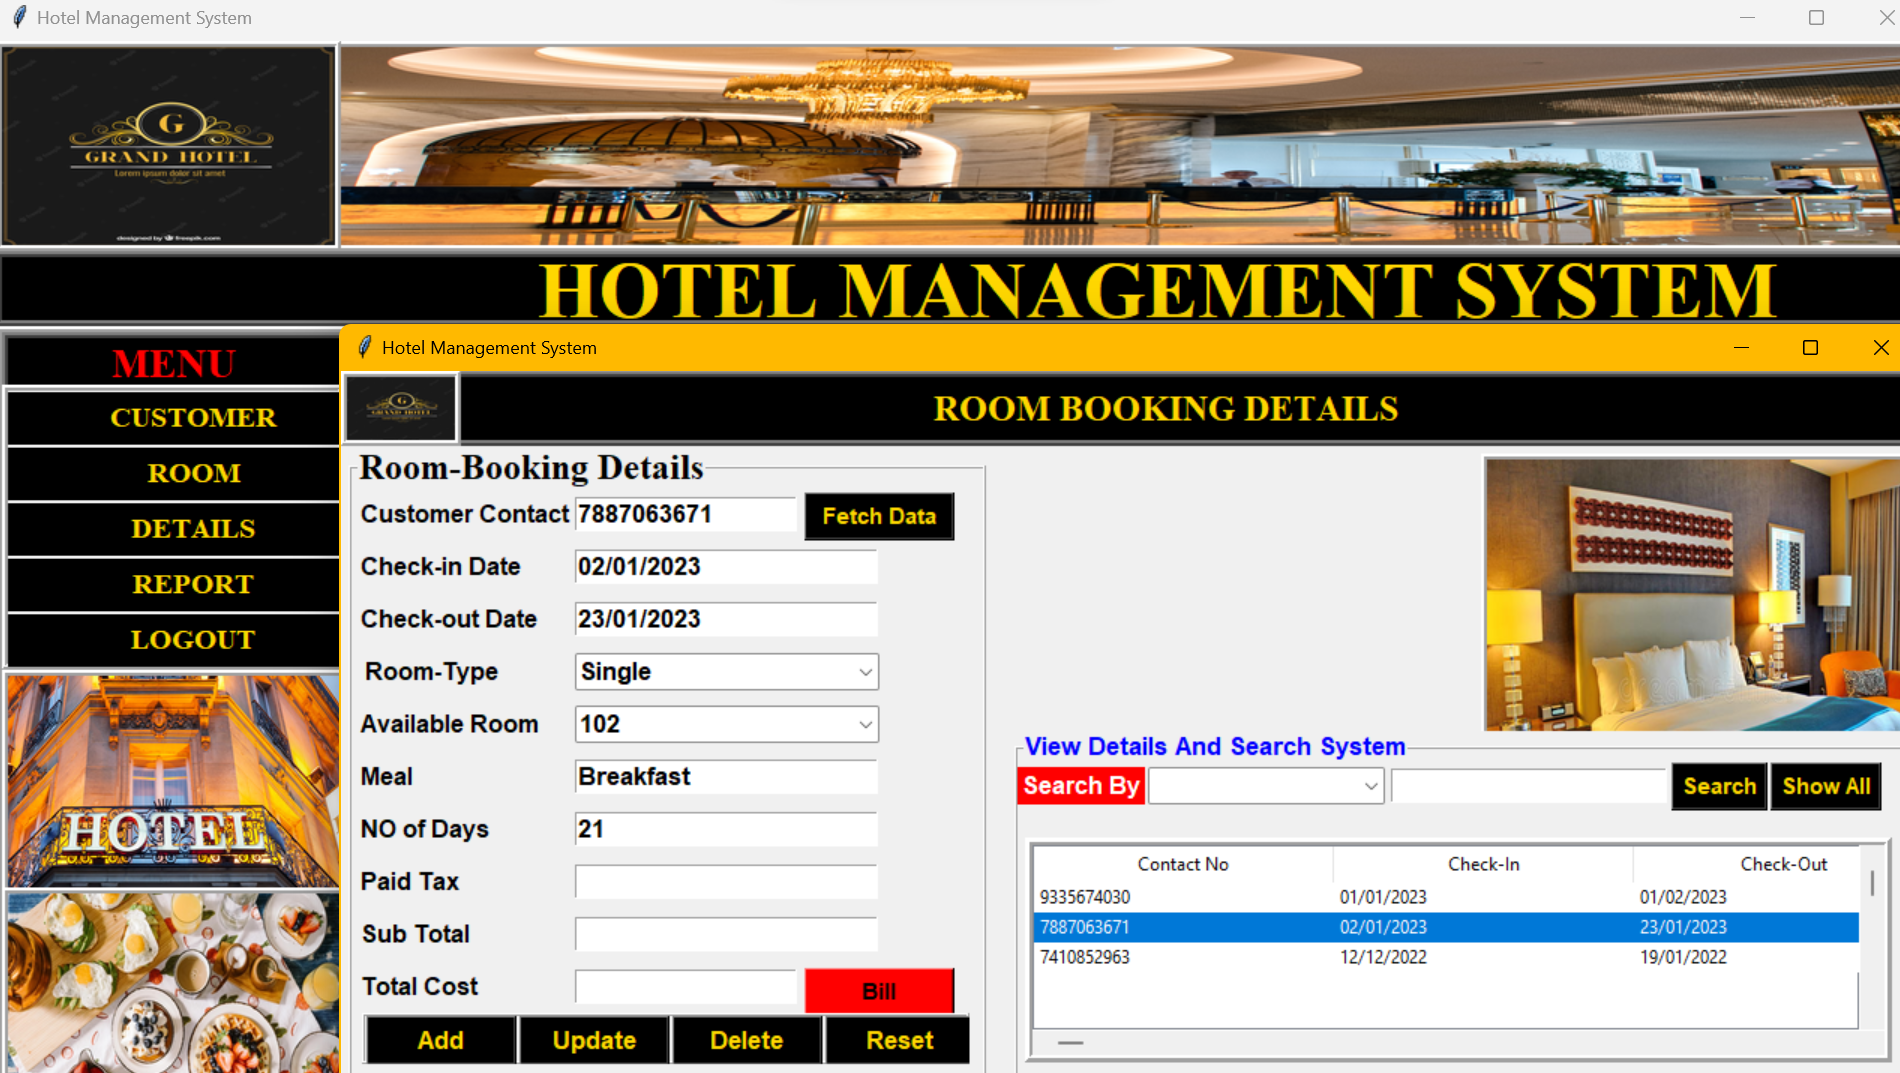 Hotel Management System
G
GRAND HOTEL
Lorem ipsum dolor sit amet
designed by freepik.com
HOTEL MANAGEMENT SYSTEM
MENU
CUSTOMER
ROOM
DETAILS
REPORT
LOGOUT
HOTEL
Hotel Management System
G
GRAND HOTEL
ROOM BOOKING DETAILS
Room-Booking Details
Customer Contact 7887063671 Fetch Data
Check-in Date 02/01/2023
Check-out Date 23/01/2023
Room-Type Single
Available Room 102
Meal Breakfast
NO of Days 21
Paid Tax
Sub Total
Total Cost Bill
Add Update Delete Reset
View Details And Search System
Search By Search Show All
Contact No Check-In Check-Out
9335674030 01/01/2023 01/02/2023
7887063671 02/01/2023 23/01/2023
7410852963 12/12/2022 19/01/2022